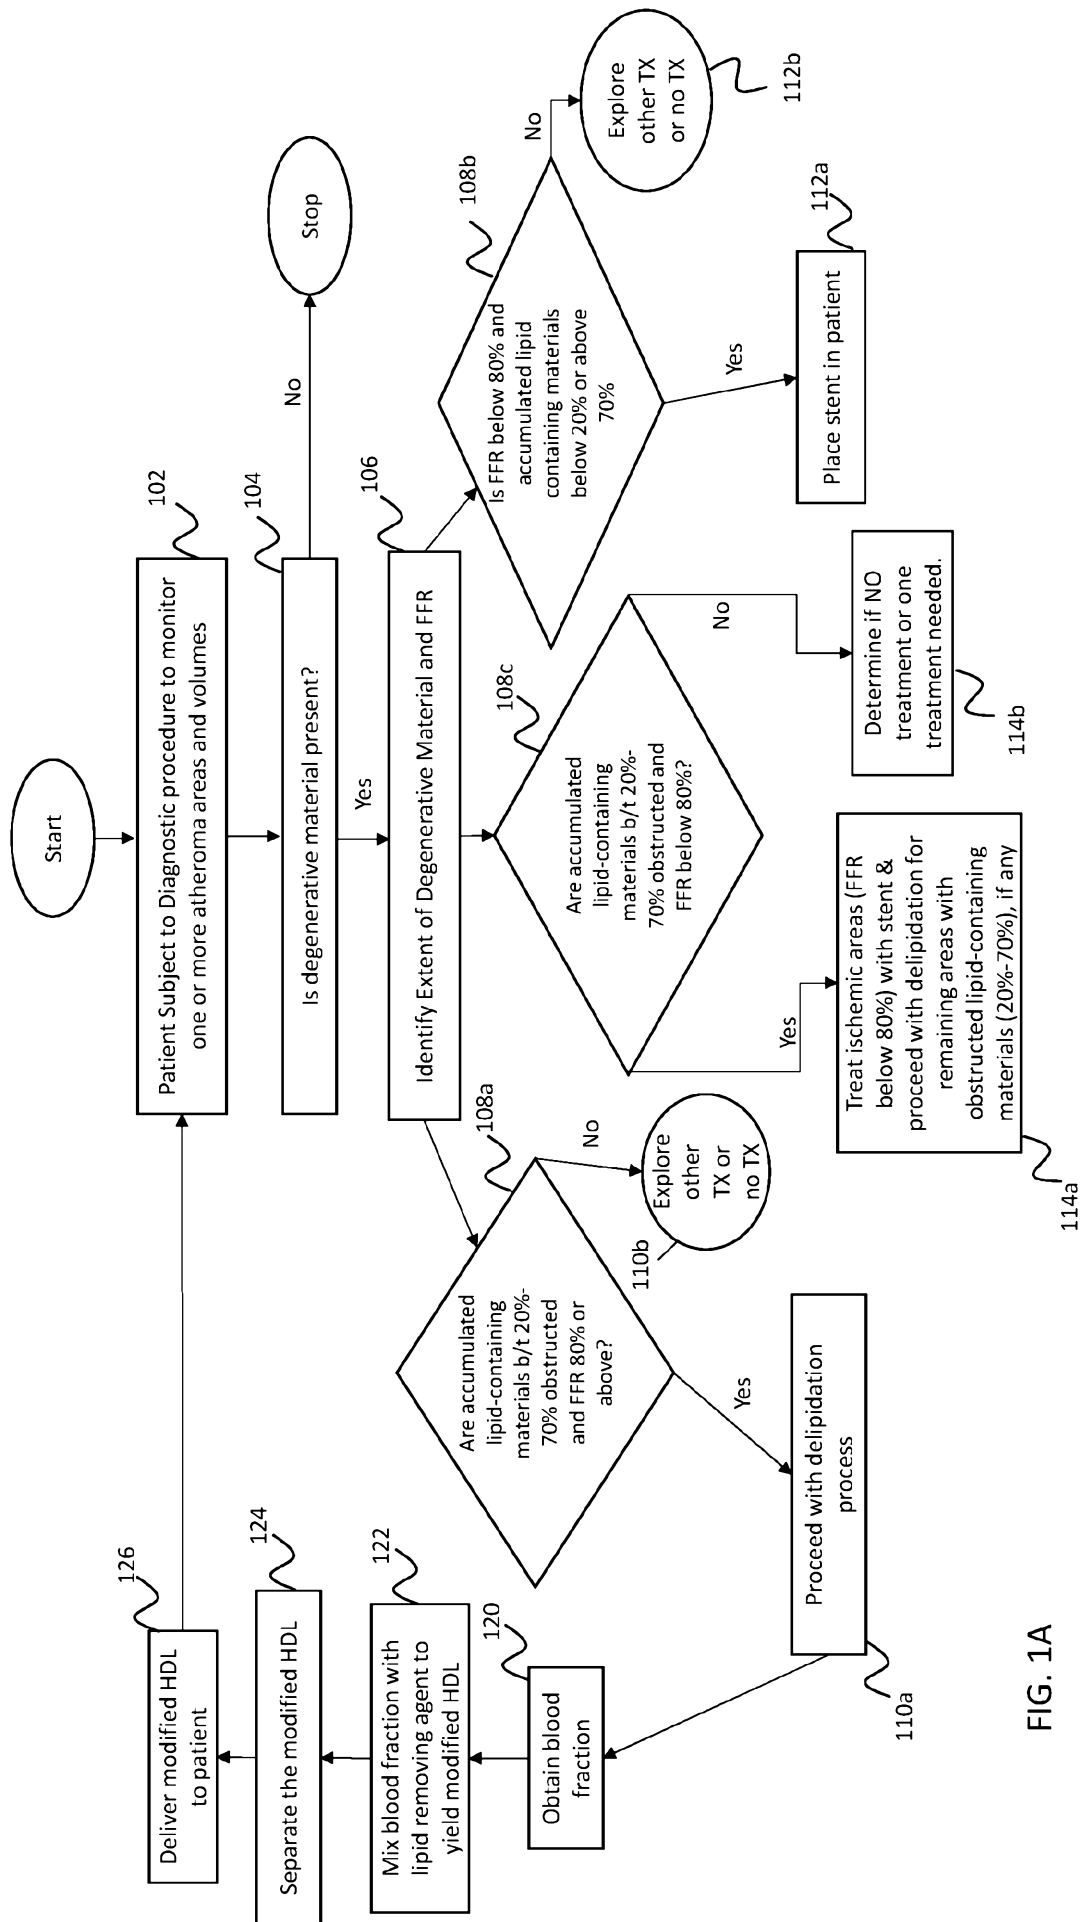 Start
Patient Subject to Diagnostic procedure to monitor
one or more atheroma areas and volumes
102
Is degenerative material present?
104
No
Stop
Yes
Identify Extent of Degenerative Material and FFR
106
108a
Are accumulated
lipid-containing
materials b/t 20%-
70% obstructed
and FFR 80% or
above?
No
Explore
other
TX or
no TX
110b
Yes
Proceed with delipidation
process
110a
108c
Are accumulated
lipid-containing
materials b/t 20%-
70% obstructed and
FFR below 80%?
Yes
Treat ischemic areas (FFR
below 80%) with stent &
proceed with delipidation for
remaining areas with
obstructed lipid-containing
materials (20%-70%), if any
114a
No
Determine if NO
treatment or one
treatment needed.
114b
108b
Is FFR below 80% and
accumulated lipid
containing materials
below 20% or above
70%
No
Explore
other TX
or no TX
112b
Yes
Place stent in patient
112a
Obtain blood
fraction
120
Mix blood fraction with
lipid removing agent to
yield modified HDL
122
Separate the modified HDL
124
Deliver modified HDL
to patient
126
FIG. 1A